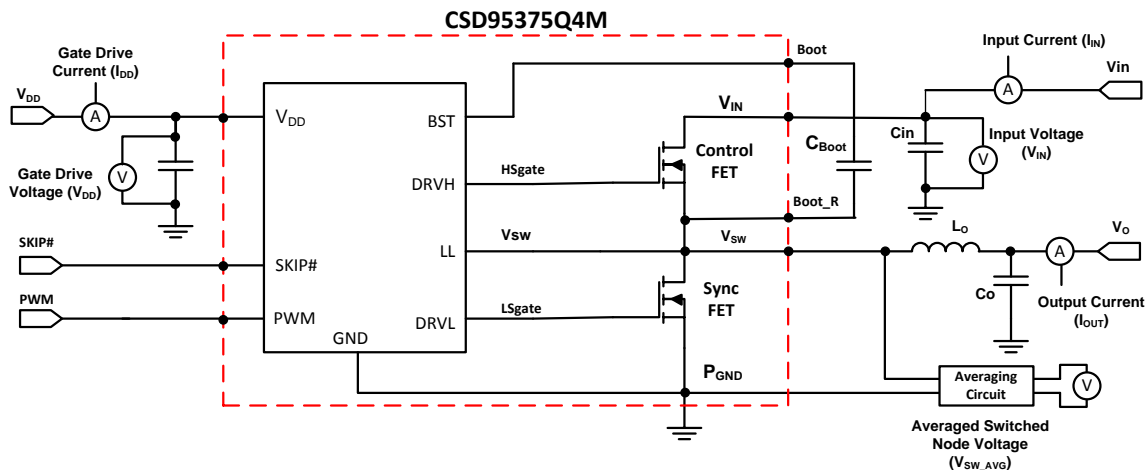 CSD95375Q4M
Gate Drive
Current (IDD)
VDD
A
V
Gate Drive
Voltage (VDD)
SKIP#
PWM
VDD
BST
DRVH
LL
SKIP#
PWM
DRVL
GND
HSgate
Vsw
LSgate
Control
FET
Sync
FET
PGND
Boot
VIN
CBoot
Boot_R
VSW
Input Current (IIN)
A
Vin
Cin
V
Input Voltage
(VIN)
LO
VO
A
Co
Output Current
(IOUT)
Averaging
Circuit
V
Averaged Switched
Node Voltage
(VSW_AVG)